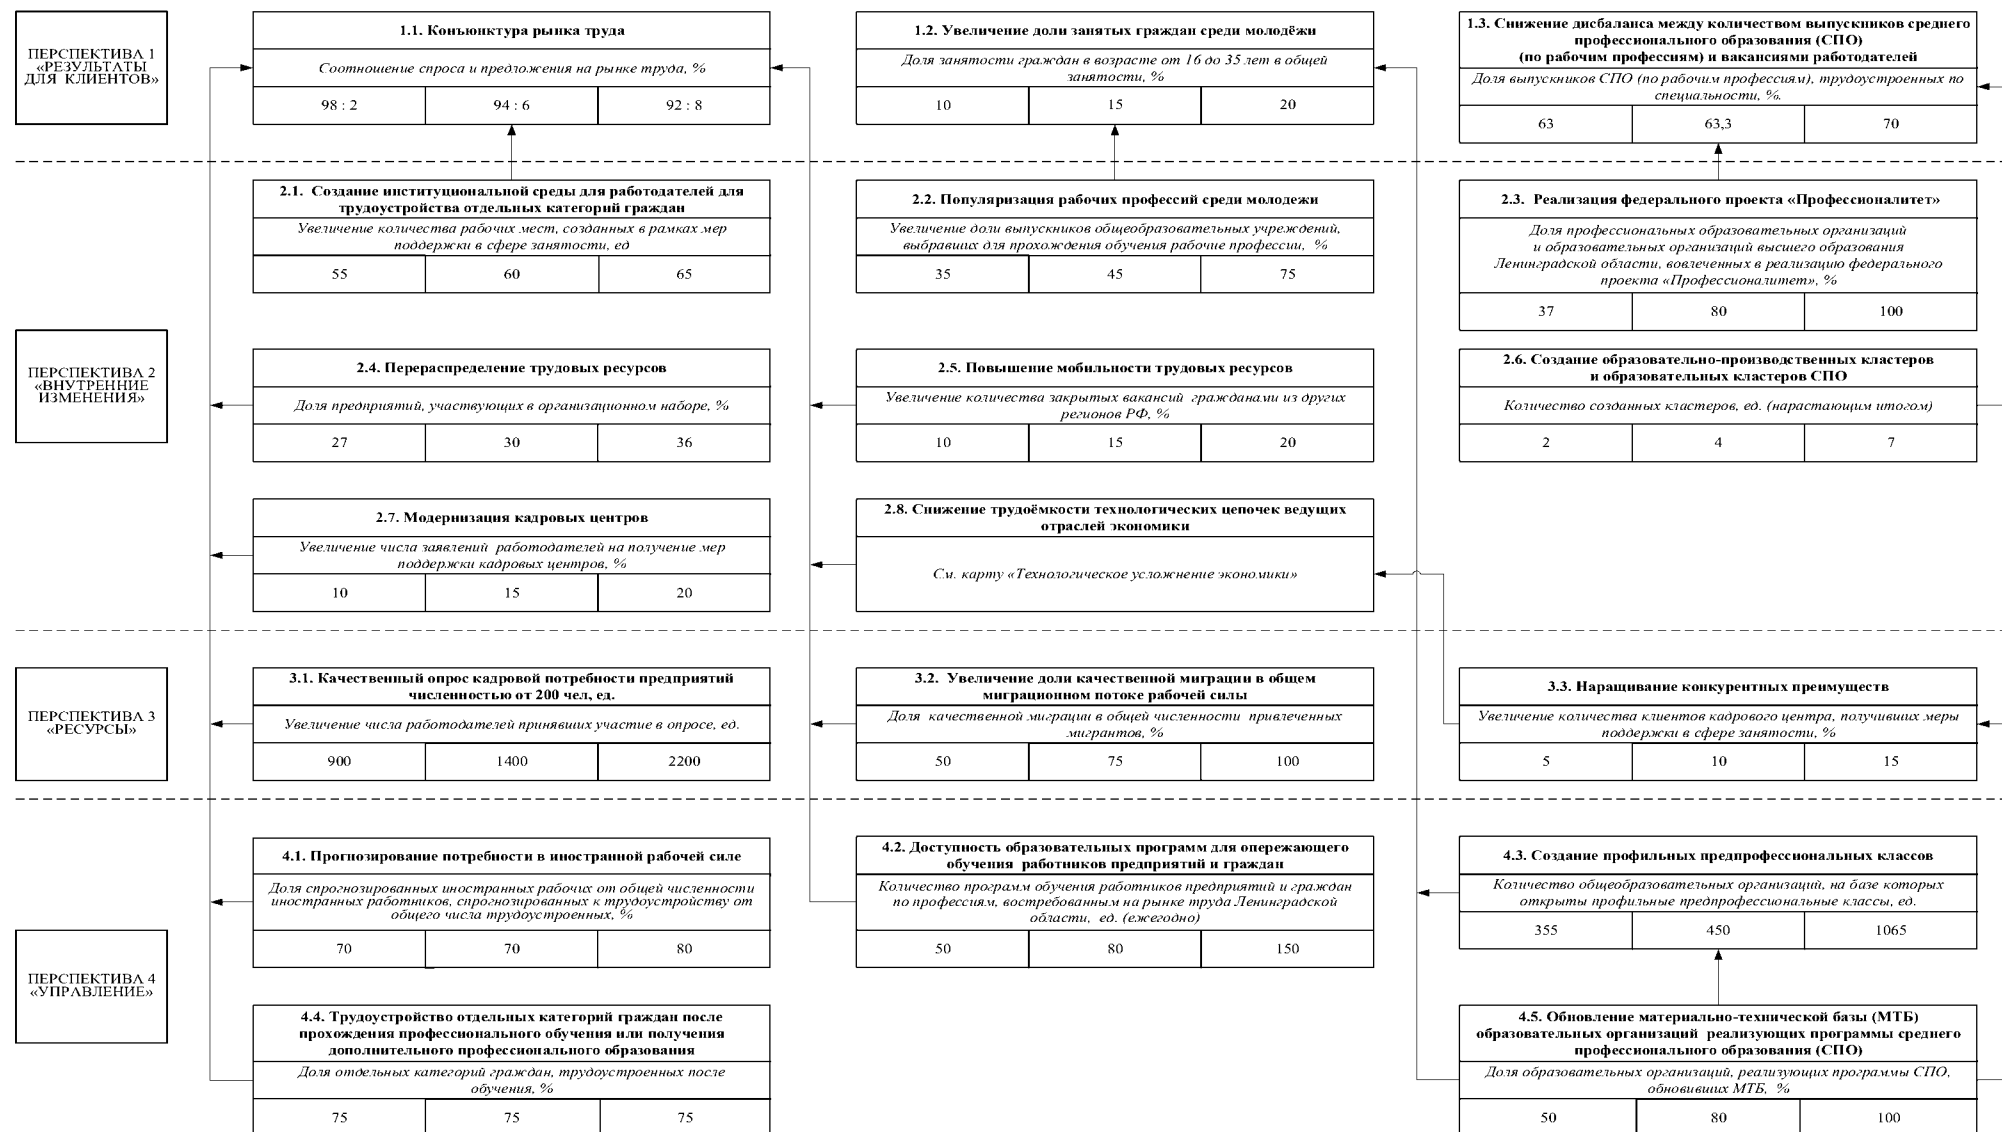 ПЕРСПЕКТИВА 1
«РЕЗУЛЬТАТЫ
ДЛЯ КЛИЕНТОВ»
1.1. Конъюнктура рынка труда
Соотношение спроса и предложения на рынке труда, %
98 : 2
94 : 6
92 : 8
1.2. Увеличение доли занятых граждан среди молодёжи
Доля занятости граждан в возрасте от 16 до 35 лет в общей
занятости, %
10
15
20
1.3. Снижение дисбаланса между количеством выпускников среднего
профессионального образования (СПО)
(по рабочим профессиям) и вакансиями работодателей
Доля выпускников СПО (по рабочим профессиям), трудоустроенных по
специальности, %.
63
63,3
70
ПЕРСПЕКТИВА 2
«ВНУТРЕННИЕ
ИЗМЕНЕНИЯ»
2.1. Создание институциональной среды для работодателей для
трудоустройства отдельных категорий граждан
Увеличение количества рабочих мест, созданных в рамках мер
поддержки в сфере занятости, ед
55
60
65
2.2. Популяризация рабочих профессий среди молодежи
Увеличение доли выпускников общеобразовательных учреждений,
выбравших для прохождения обучения рабочие профессии, %
35
45
75
2.3. Реализация федерального проекта «Профессионалитет»
Доля профессиональных образовательных организаций
и образовательных организаций высшего образования
Ленинградской области, вовлеченных в реализацию федерального
проекта «Профессионалитет», %
37
80
100
2.4. Перераспределение трудовых ресурсов
Доля предприятий, участвующих в организационном наборе, %
27
30
36
2.5. Повышение мобильности трудовых ресурсов
Увеличение количества закрытых вакансий гражданами из других
регионов РФ, %
10
15
20
2.6. Создание образовательно-производственных кластеров
и образовательных кластеров СПО
Количество созданных кластеров, ед. (нарастающим итогом)
2
4
7
2.7. Модернизация кадровых центров
Увеличение числа заявлений работодателей на получение мер
поддержки кадровых центров, %
10
15
20
2.8. Снижение трудоёмкости технологических цепочек ведущих
отраслей экономики
См. карту «Технологическое усложнение экономики»
ПЕРСПЕКТИВА 3
«РЕСУРСЫ»
3.1. Качественный опрос кадровой потребности предприятий
численностью от 200 чел, ед.
Увеличение числа работодателей принявших участие в опросе, ед.
900
1400
2200
3.2. Увеличение доли качественной миграции в общем
миграционном потоке рабочей силы
Доля качественной миграции в общей численности привлеченных
мигрантов, %
50
75
100
3.3. Наращивание конкурентных преимуществ
Увеличение количества клиентов кадрового центра, получивших меры
поддержки в сфере занятости, %
5
10
15
ПЕРСПЕКТИВА 4
«УПРАВЛЕНИЕ»
4.1. Прогнозирование потребности в иностранной рабочей силе
Доля спрогнозированных иностранных рабочих от общей численности
иностранных работников, спрогнозированных к трудоустройству от
общего числа трудоустроенных, %
70
70
80
4.2. Доступность образовательных программ для опережающего
обучения работников предприятий и граждан
Количество программ обучения работников предприятий и граждан
по профессиям, востребованным на рынке труда Ленинградской
области, ед. (ежегодно)
50
80
150
4.3. Создание профильных предпрофессиональных классов
Количество общеобразовательных организаций, на базе которых
открыты профильные предпрофессиональные классы, ед.
355
450
1065
4.4. Трудоустройство отдельных категорий граждан после
прохождения профессионального обучения или получения
дополнительного профессионального образования
Доля отдельных категорий граждан, трудоустроенных после
обучения, %
75
75
75
4.5. Обновление материально-технической базы (МТБ)
образовательных организаций реализующих программы среднего
профессионального образования (СПО)
Доля образовательных организаций, реализующих программы СПО,
обновивших МТБ, %
50
80
100